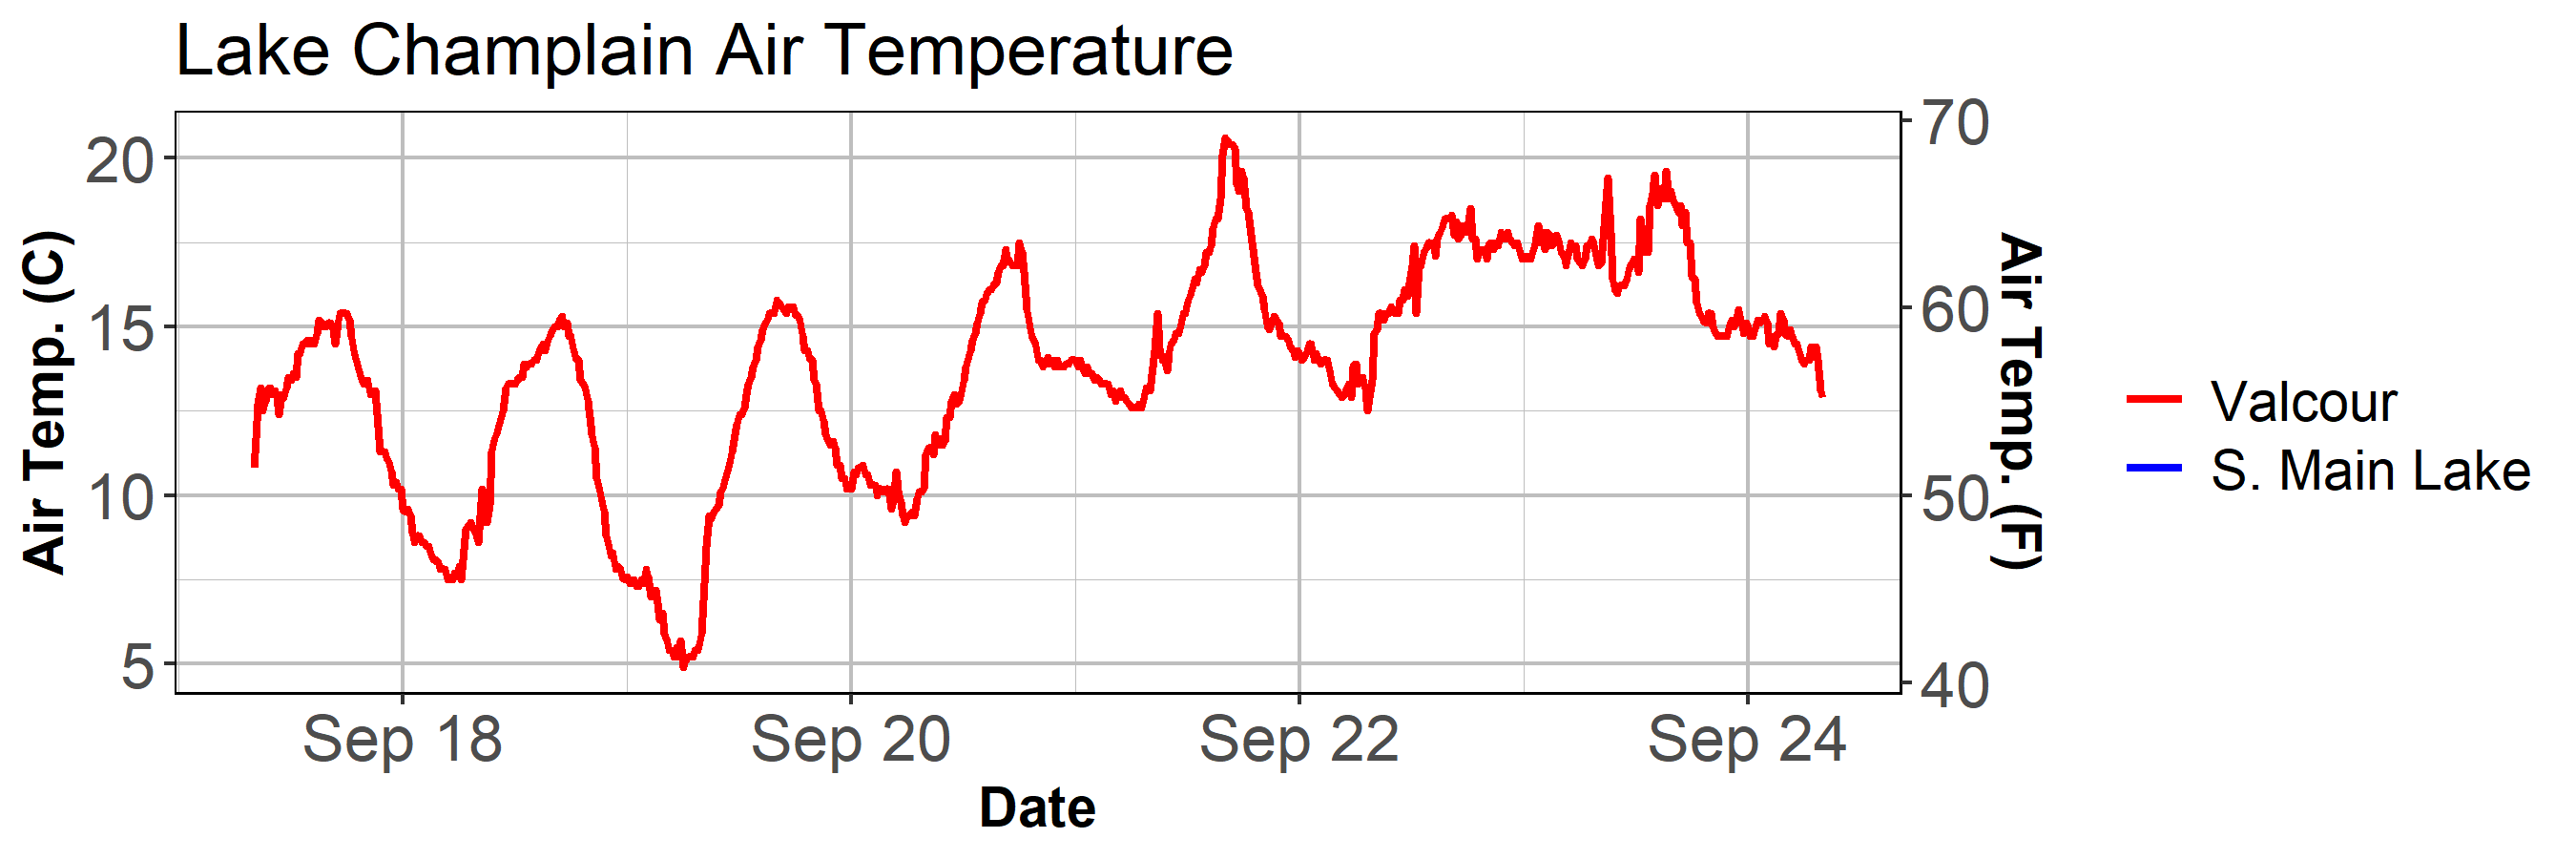 Lake Champlain Air Temperature
Air Temp. (C)
20
15
10
5
70
60
50
40
Air Temp. (F)
Sep 18
Sep 20
Sep 22
Sep 24
Date
Valcour
S. Main Lake